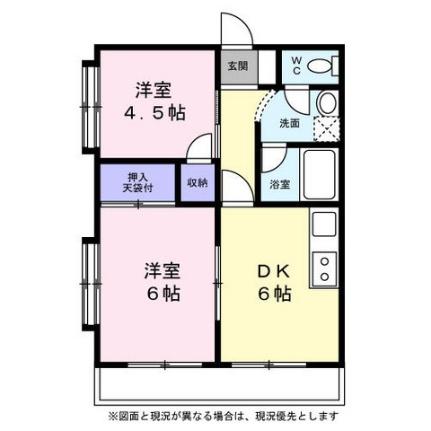 玄関
WC
洋室
4.5帖
洗面
押入
天袋付
収納
浴室
洋室
6帖
DK
6帖
※図面と現況が異なる場合は、現況優先とします